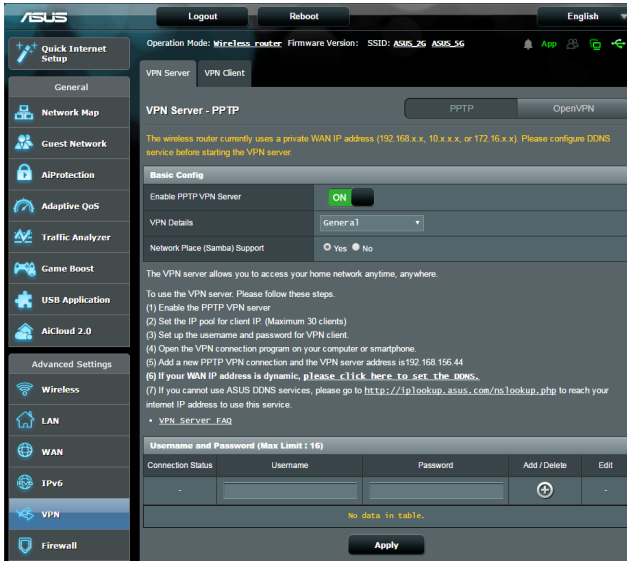 ASUS
Logout
Reboot
English
Quick Internet
Setup
General
Network Map
Guest Network
AiProtection
Adaptive QoS
Traffic Analyzer
Game Boost
USB Application
AiCloud 2.0
Advanced Settings
Wireless
LAN
WAN
IPv6
VPN
Firewall
Operation Mode: Wireless router Firmware Version: SSID: ASUS_2G ASUS_5G
App
VPN Server VPN Client
VPN Server - PPTP
PPTP OpenVPN
The wireless router currently uses a private WAN IP address (192.168.x.x, 10.x.x.x, or 172.16.x.x). Please configure DDNS
service before starting the VPN server.
Basic Config
Enable PPTP VPN Server ON
VPN Details General
Network Place (Samba) Support Yes No
The VPN server allows you to access your home network anytime, anywhere.
To use the VPN server. Please follow these steps.
(1) Enable the PPTP VPN server
(2) Set the IP pool for client IP. (Maximum 30 clients)
(3) Set up the username and password for VPN client.
(4) Open the VPN connection program on your computer or smartphone.
(5) Add a new PPTP VPN connection and the VPN server address is192.168.156.44
(6) If your WAN IP address is dynamic, please click here to set the DDNS.
(7) If you cannot use ASUS DDNS services, please go to http://iplookup.asus.com/nslookup.php to reach your
internet IP address to use this service.
• VPN Server FAQ
Username and Password (Max Limit : 16)
Connection Status Username Password Add / Delete Edit
- -
No data in table.
Apply